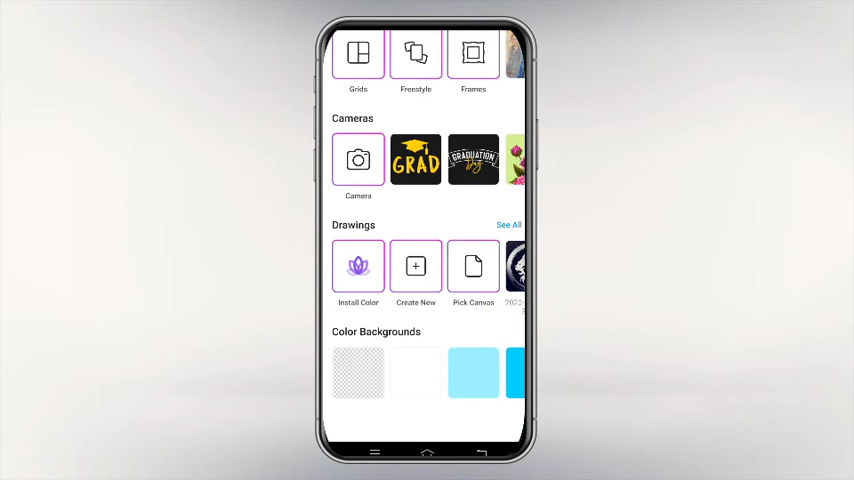 Grids Freestyle Frames
Cameras
GRAD
GRADUATION
Day
Camera
Drawings See All
Install Color Create New Pick Canvas 2020-
Color Backgrounds